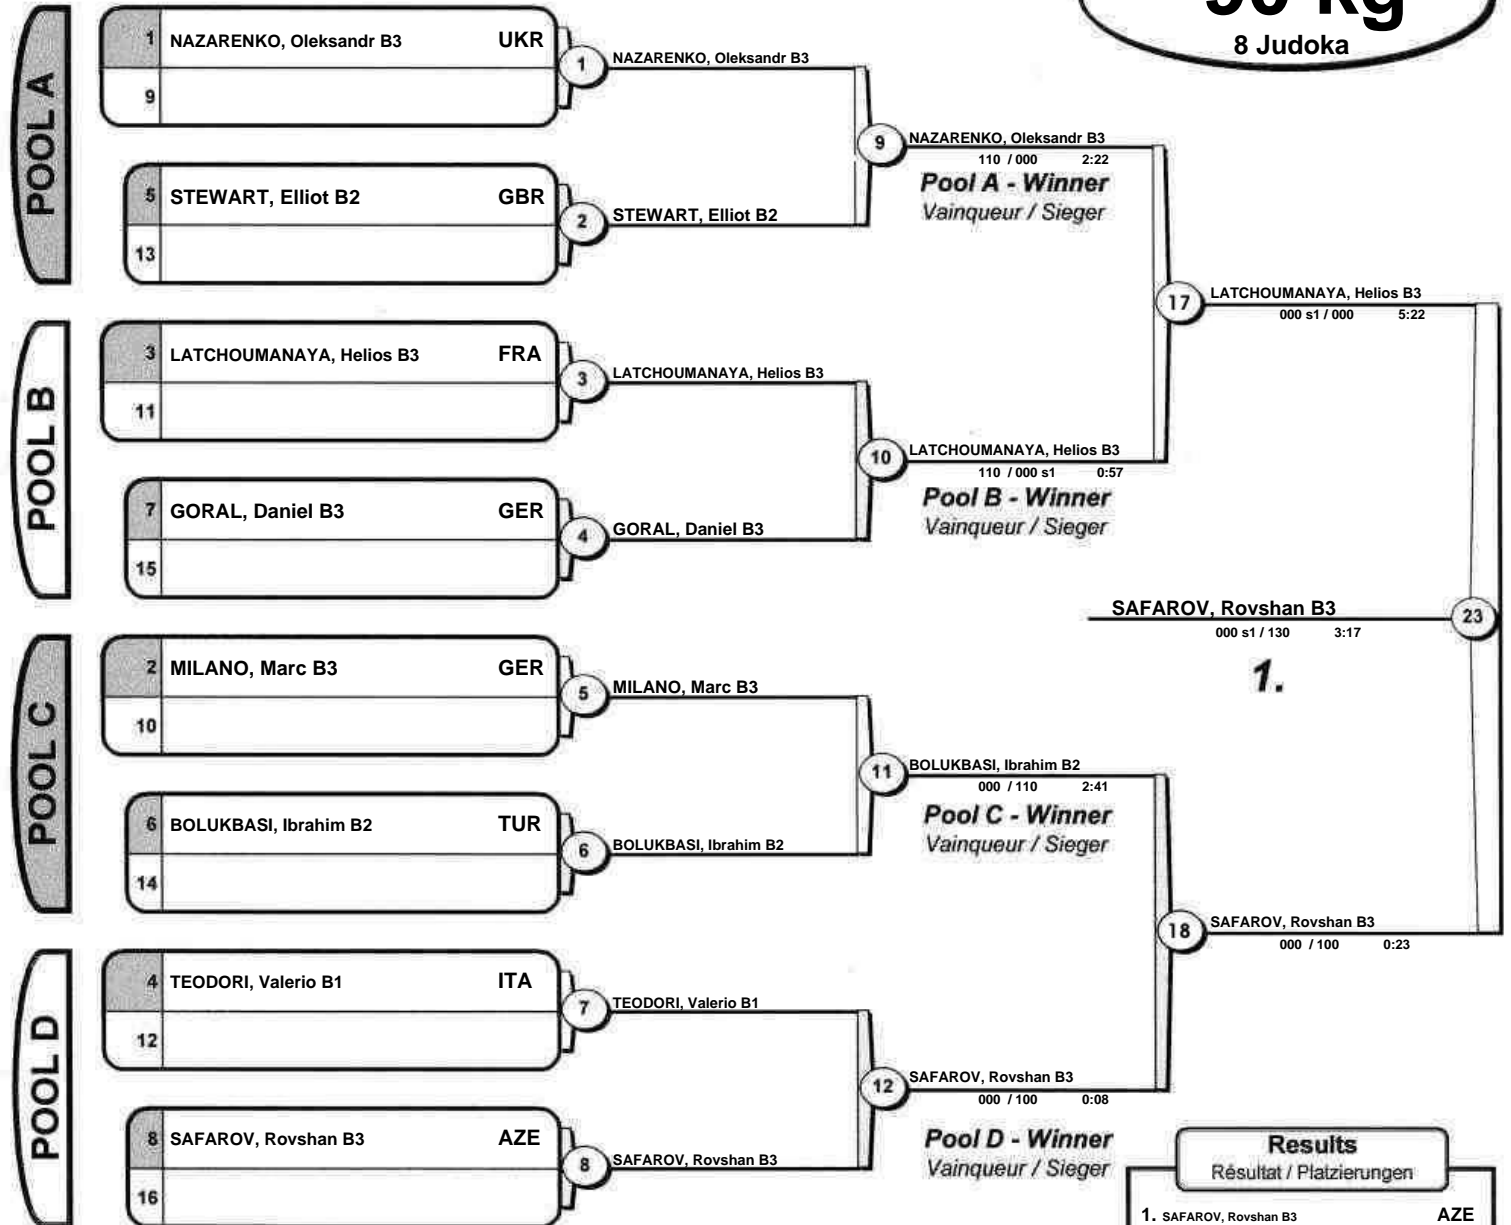 90 kg
8 Judoka
POOL A
1 NAZARENKO, Oleksandr B3 UKR
9
1 NAZARENKO, Oleksandr B3
5 STEWART, Elliot B2 GBR
13
2 STEWART, Elliot B2
9 NAZARENKO, Oleksandr B3
110 / 000 2:22
Pool A - Winner
Vainqueur / Sieger
POOL B
3 LATCHOUMANAYA, Helios B3 FRA
11
3 LATCHOUMANAYA, Helios B3
7 GORAL, Daniel B3 GER
15
4 GORAL, Daniel B3
10 LATCHOUMANAYA, Helios B3
110 / 000 s1 0:57
Pool B - Winner
Vainqueur / Sieger
17 LATCHOUMANAYA, Helios B3
000 s1 / 000 5:22
SAFAROV, Rovshan B3 23
000 s1 / 130 3:17
1.
POOL C
2 MILANO, Marc B3 GER
10
5 MILANO, Marc B3
6 BOLUKBASI, Ibrahim B2 TUR
14
6 BOLUKBASI, Ibrahim B2
11 BOLUKBASI, Ibrahim B2
000 / 110 2:41
Pool C - Winner
Vainqueur / Sieger
POOL D
4 TEODORI, Valerio B1 ITA
12
7 TEODORI, Valerio B1
8 SAFAROV, Rovshan B3 AZE
16
8 SAFAROV, Rovshan B3
12 SAFAROV, Rovshan B3
000 / 100 0:08
Pool D - Winner
Vainqueur / Sieger
18 SAFAROV, Rovshan B3
000 / 100 0:23
Results
Résultat / Platzierungen
1. SAFAROV, Rovshan B3 AZE